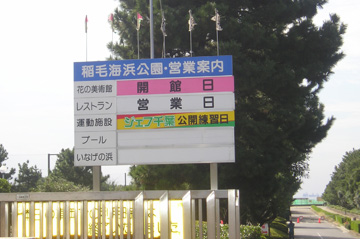 稲毛海浜公園・営業案内
花の美術館 開館日
レストラン 営業日
運動施設 ジェフ千葉 公開練習日
プール
いなげの浜